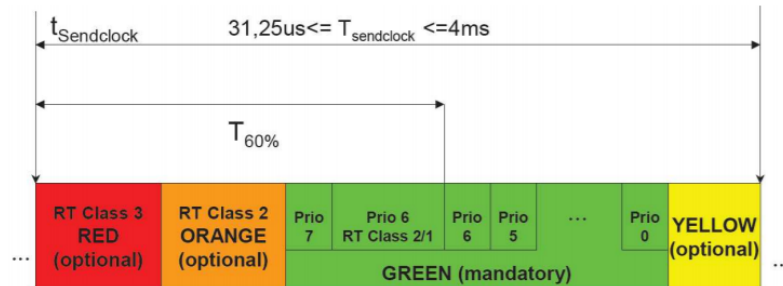 tSendclock 31,25us<= Tsendclock <=4ms
T60%
RT Class 3
RED
(optional)
RT Class 2
ORANGE
(optional)
Prio
7
Prio 6
RT Class 2/1
Prio
6
Prio
5
...
Prio
0
GREEN (mandatory)
YELLOW
(optional)
...
...